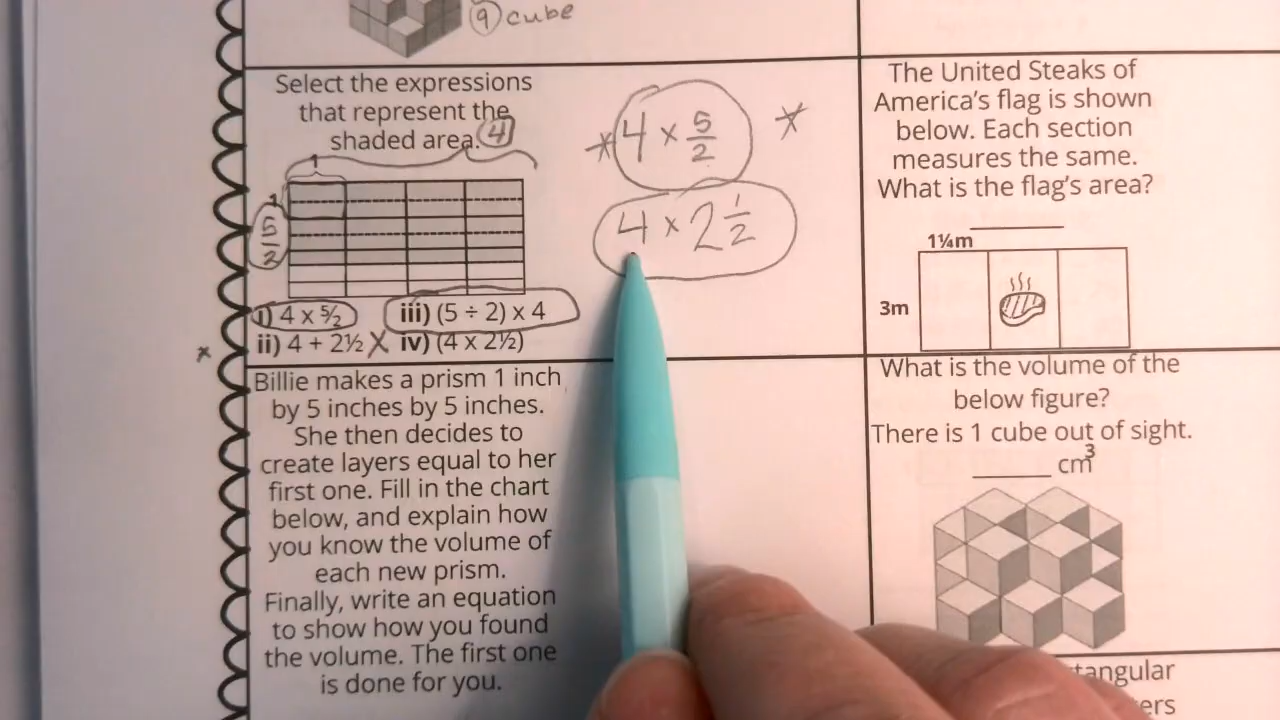 9 cube
Select the expressions
that represent the
shaded area. 4
1
1
5/2
i) 4 x 5/2
iii) (5 ÷ 2) x 4
ii) 4 + 2½ X
iv) (4 x 2½)
*
* 4 × 5/2 *
4 × 2 1/2
The United Steaks of
America's flag is shown
below. Each section
measures the same.
What is the flag's area?
1¼m
3m
Billie makes a prism 1 inch
by 5 inches by 5 inches.
She then decides to
create layers equal to her
first one. Fill in the chart
below, and explain how
you know the volume of
each new prism.
Finally, write an equation
to show how you found
the volume. The first one
is done for you.
What is the volume of the
below figure?
There is 1 cube out of sight.
______ cm³